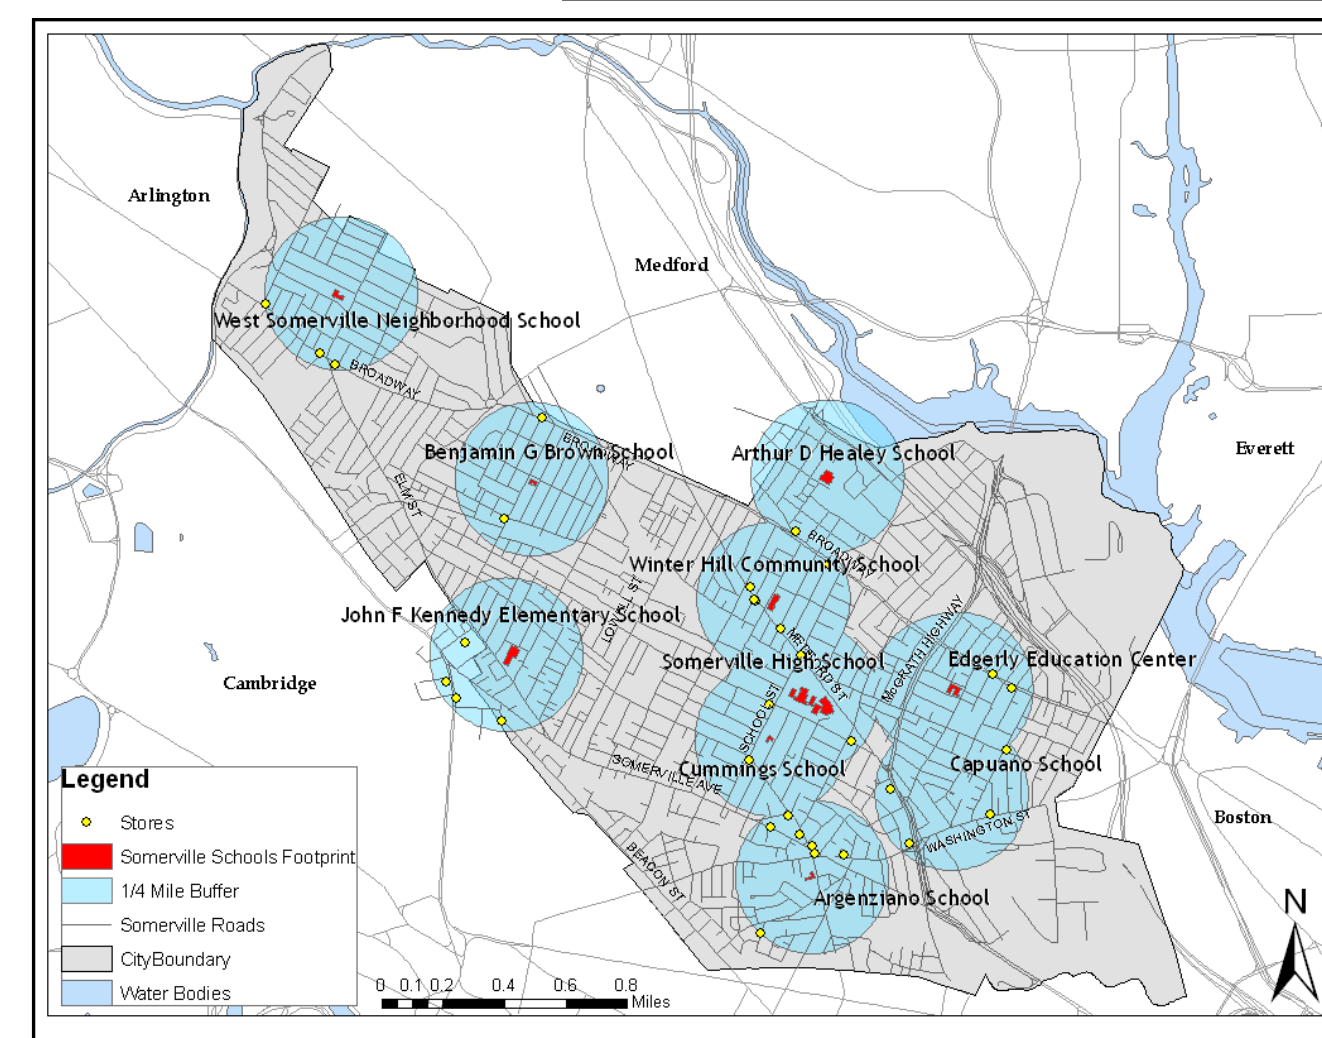 Arlington
Medford
West Somerville Neighborhood School
BROADWAY
Benjamin G Brown School
BROADWAY
Arthur D Healey School
Everett
ELM ST
BROADWAY
Winter Hill Community School
LOWELL ST
John F Kennedy Elementary School
MEDFORD ST
McGRATH HIGHWAY
Somerville High School
Edgerly Education Center
Cambridge
SCHOOL ST
SOMERVILLE AVE
Cummings School
Capuano School
Boston
WASHINGTON ST
BEACON ST
Argenziano School
Legend
Stores
Somerville Schools Footprint
1/4 Mile Buffer
Somerville Roads
CityBoundary
Water Bodies
0 0.1 0.2 0.4 0.6 0.8
Miles
N